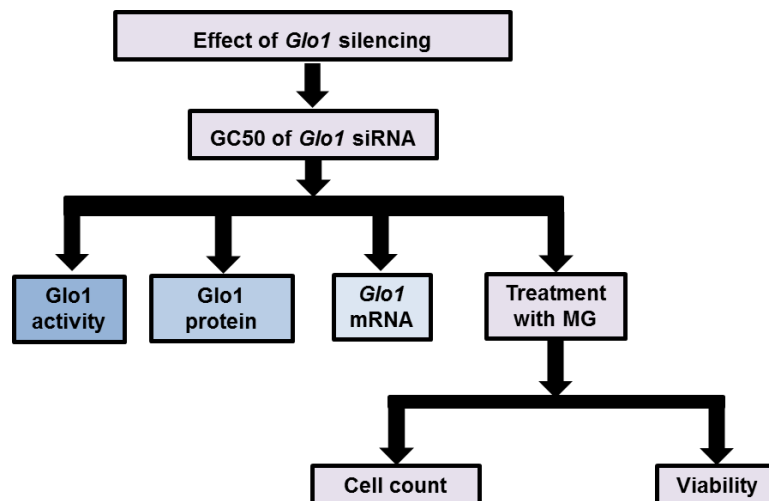 Effect of Glo1 silencing
GC50 of Glo1 siRNA
Glo1
activity
Glo1
protein
Glo1
mRNA
Treatment
with MG
Cell count
Viability